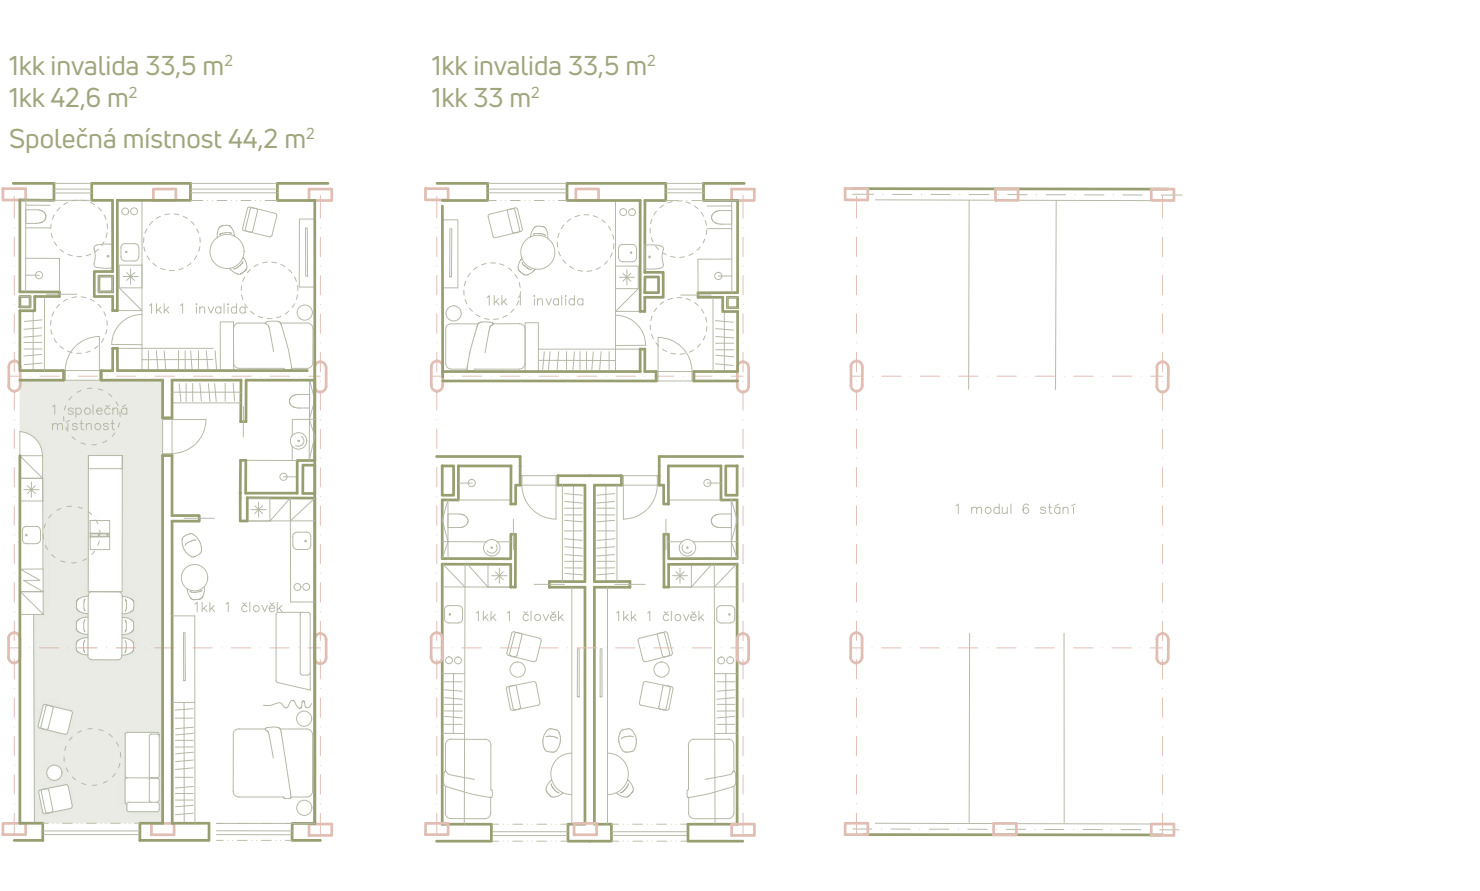 1kk invalida 33,5 m²
1kk 42,6 m²
Společná místnost 44,2 m²
1kk invalida 33,5 m²
1kk 33 m²
1kk 1 invalida
1 společná
místnost
1kk 1 člověk
1kk 1 invalida
1kk 1 člověk
1kk 1 člověk
1 modul 6 stání